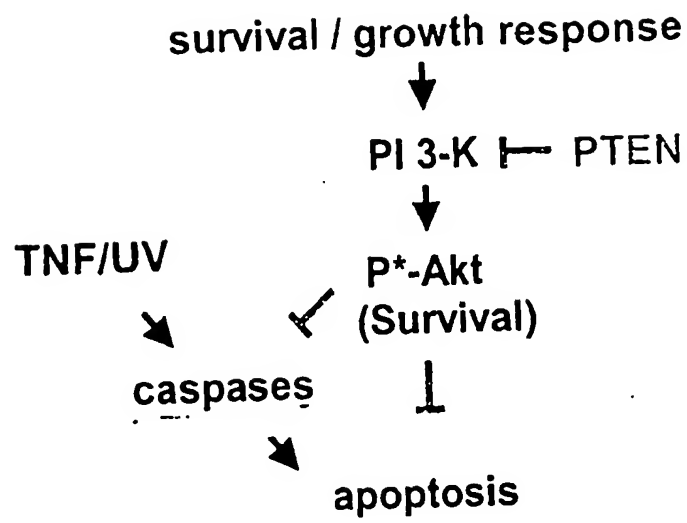 survival / growth response
PI 3-K PTEN
TNF/UV
P*-Akt
(Survival)
caspases
apoptosis